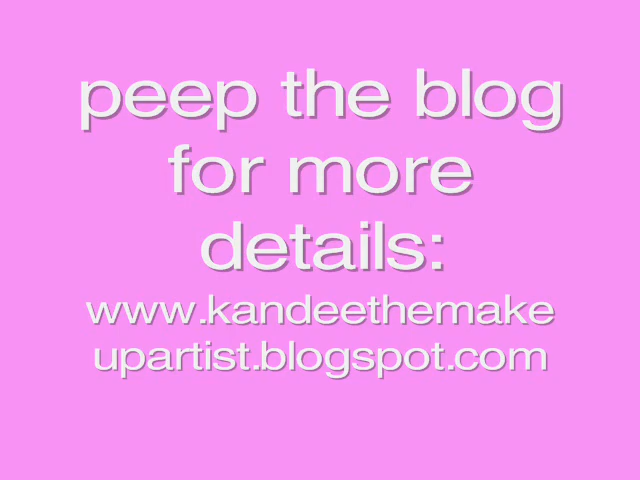 peep the blog
for more
details:
www.kandeethemake
upartist.blogspot.com